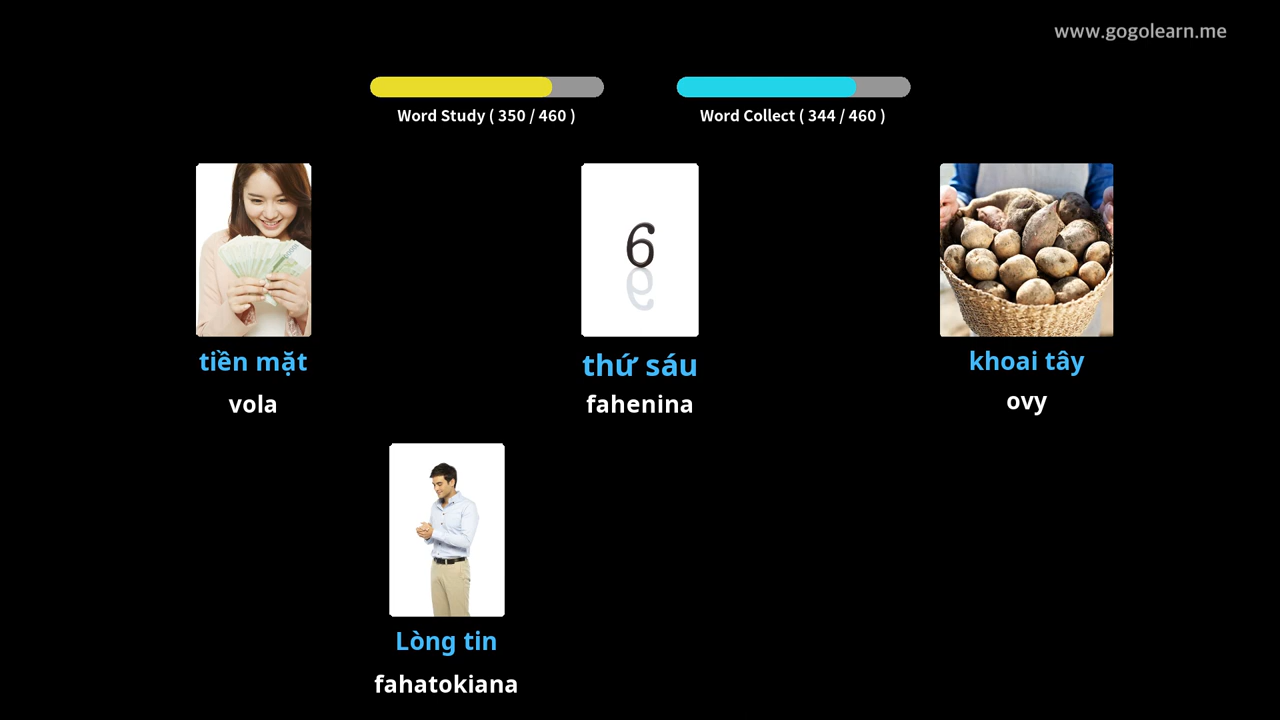 www.gogolearn.me
Word Study ( 350 / 460 )
Word Collect ( 344 / 460 )
6
tiền mặt
vola
thứ sáu
fahenina
khoai tây
ovy
Lòng tin
fahatokiana